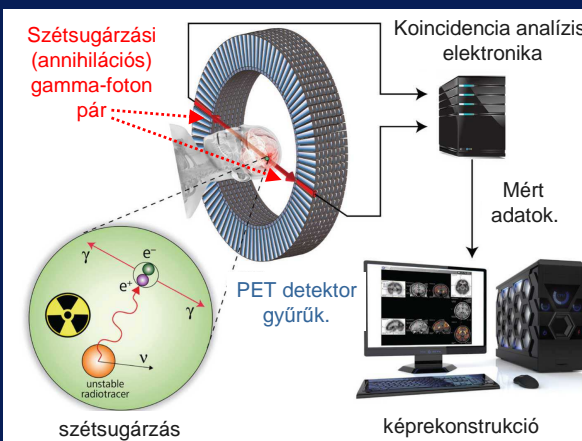 Szétsugárzási
(annihilációs)
gamma-foton
pár
Koincidencia analízis
elektronika
Mért
adatok.
PET detektor
gyűrűk.
γ
e⁻
e⁺
γ
ν
unstable
radiotracer
szétsugárzás
képrekonstrukció